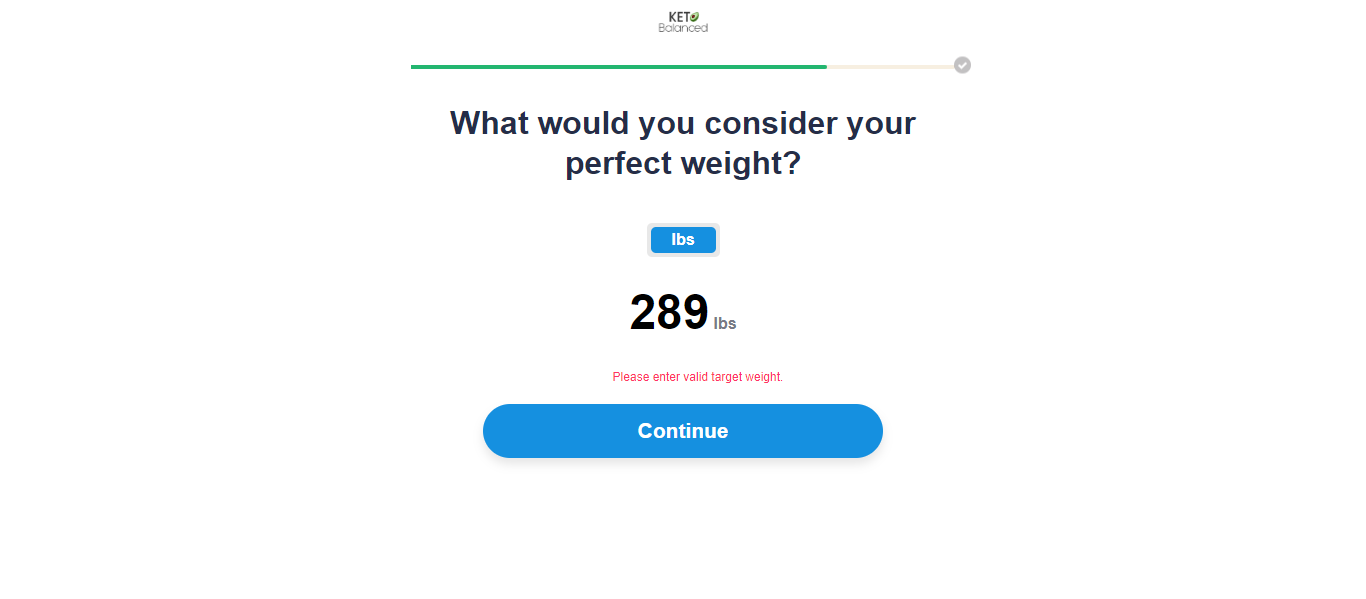 KETO
Balanced
What would you consider your
perfect weight?
lbs
289 lbs
Please enter valid target weight.
Continue